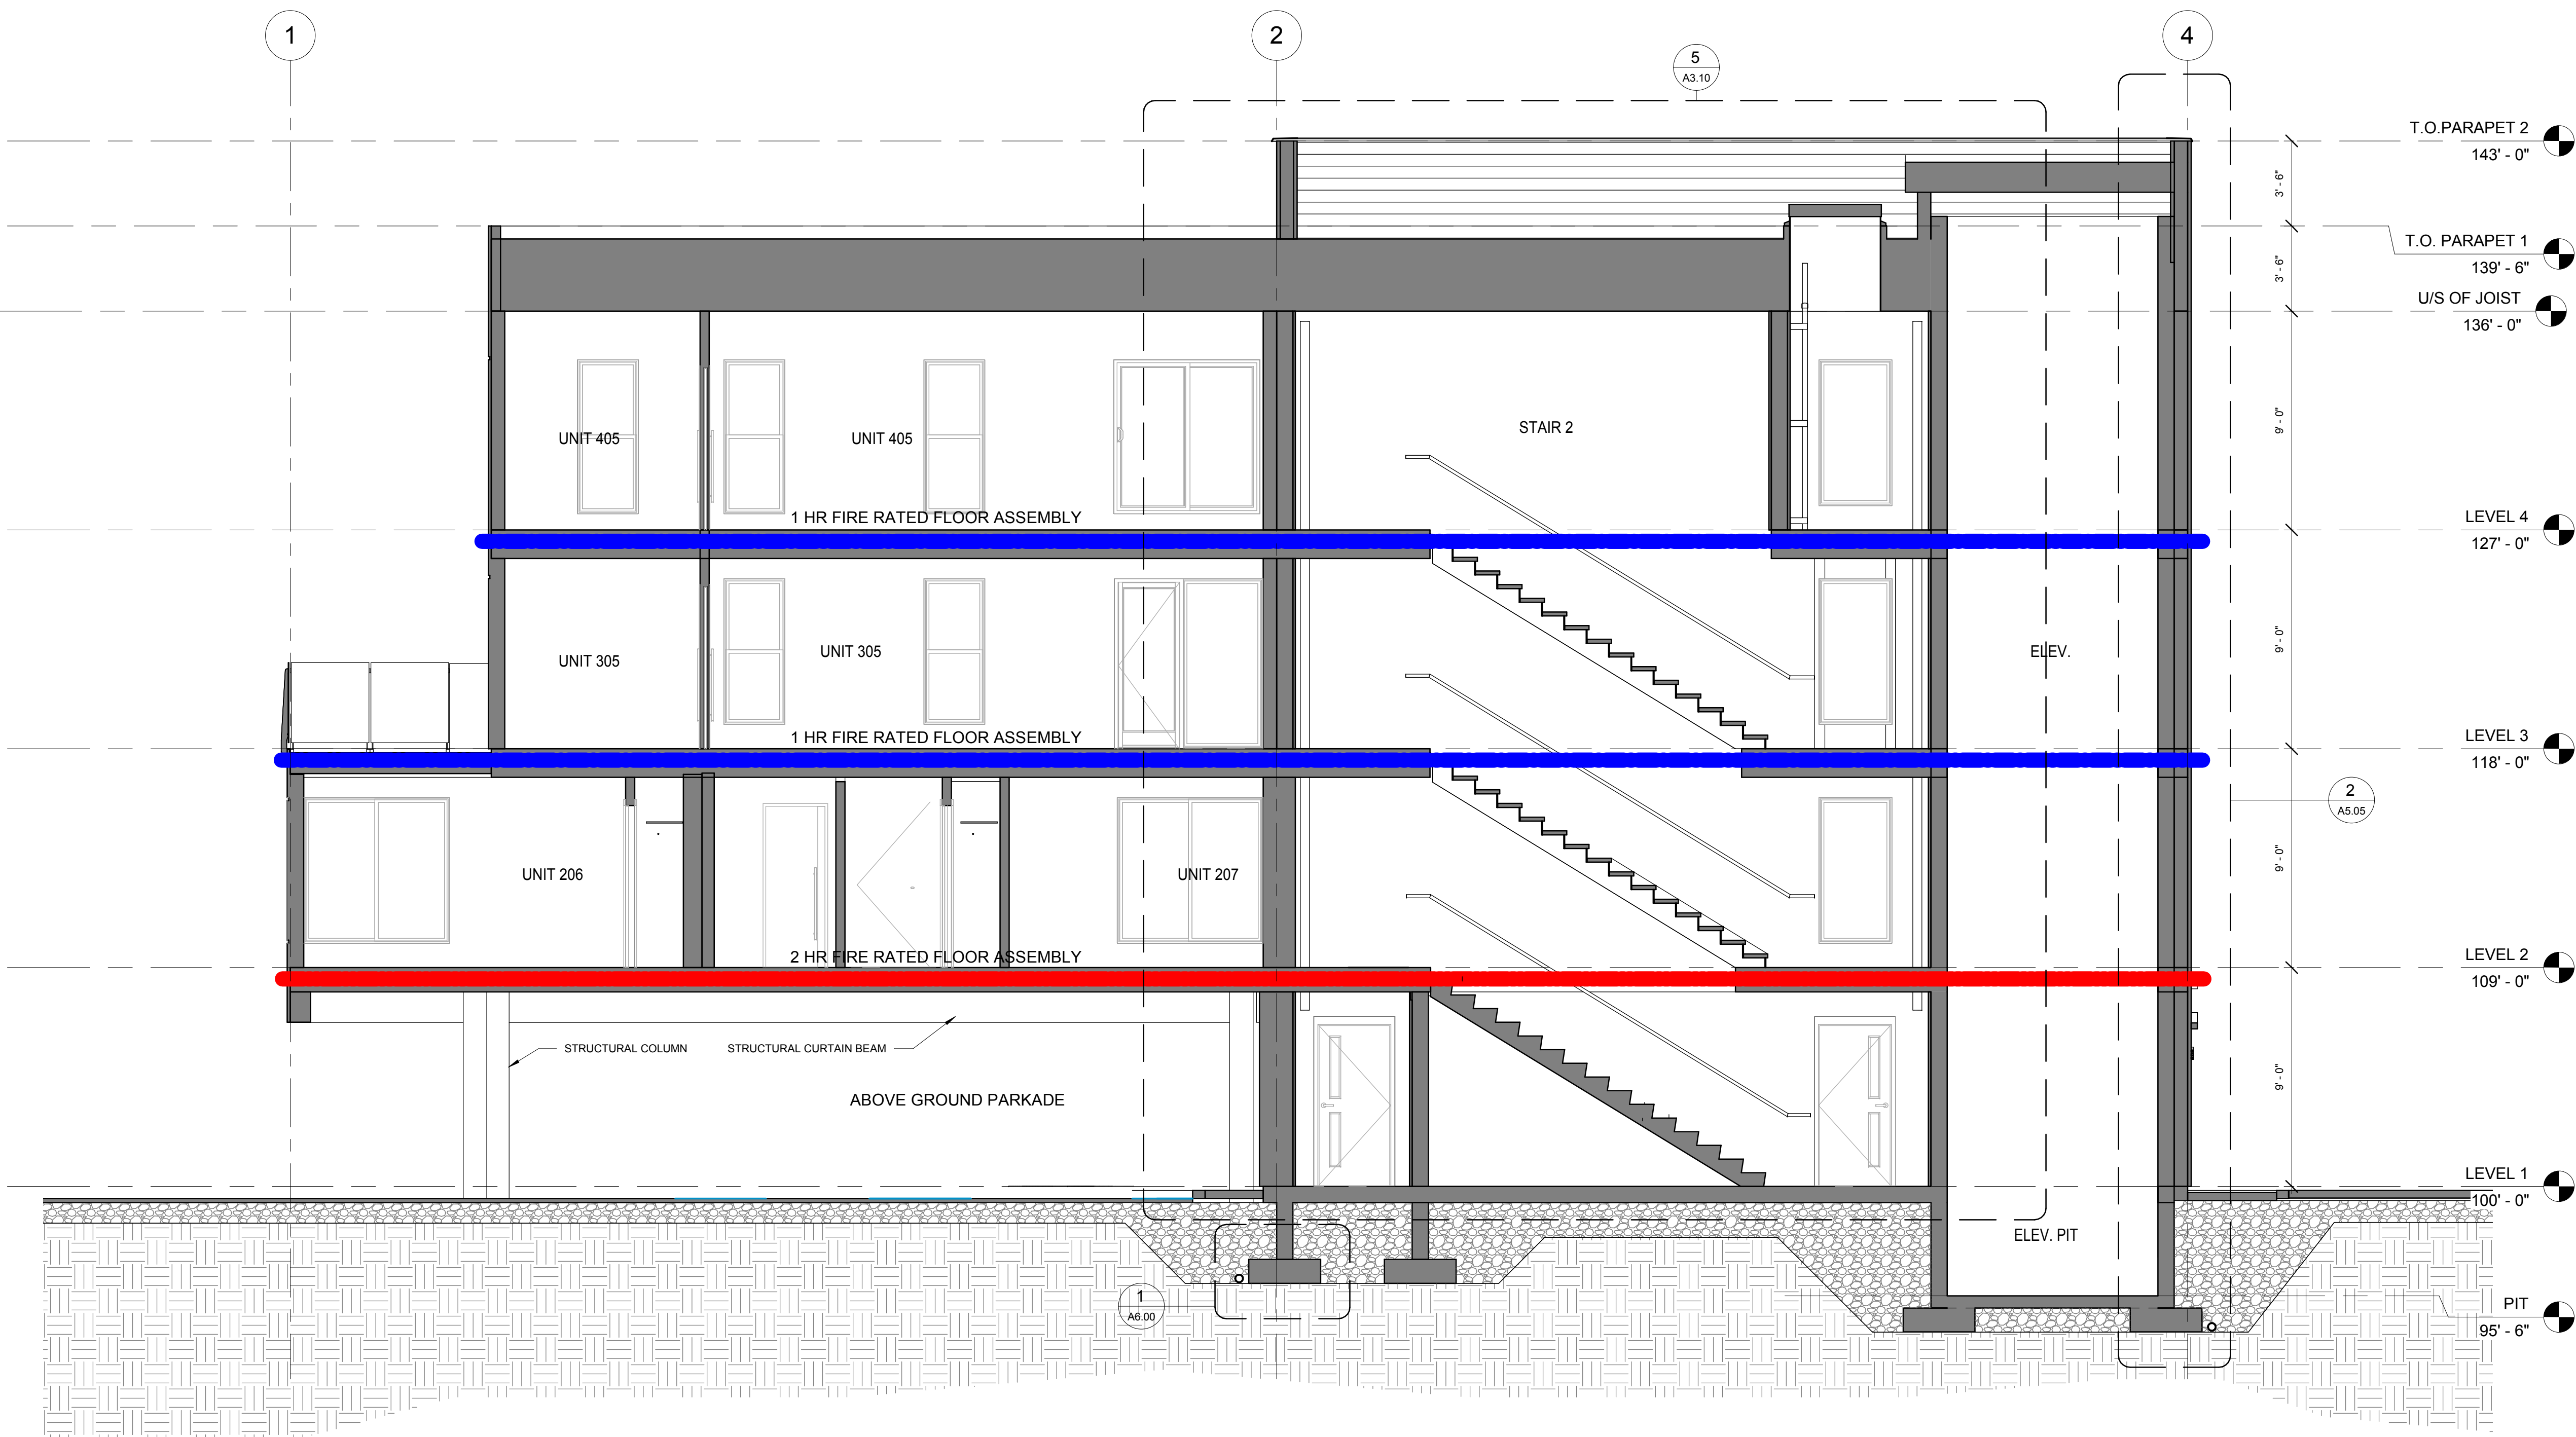 1
2
4
5
A3.10
T.O.PARAPET 2
143' - 0"
3' - 6"
T.O. PARAPET 1
139' - 6"
3' - 6"
U/S OF JOIST
136' - 0"
9' - 0"
UNIT 405
UNIT 405
STAIR 2
1 HR FIRE RATED FLOOR ASSEMBLY
LEVEL 4
127' - 0"
9' - 0"
UNIT 305
UNIT 305
ELEV.
1 HR FIRE RATED FLOOR ASSEMBLY
LEVEL 3
118' - 0"
2
A5.05
9' - 0"
UNIT 206
UNIT 207
2 HR FIRE RATED FLOOR ASSEMBLY
LEVEL 2
109' - 0"
STRUCTURAL COLUMN
STRUCTURAL CURTAIN BEAM
9' - 0"
ABOVE GROUND PARKADE
LEVEL 1
100' - 0"
ELEV. PIT
1
A6.00
PIT
95' - 6"